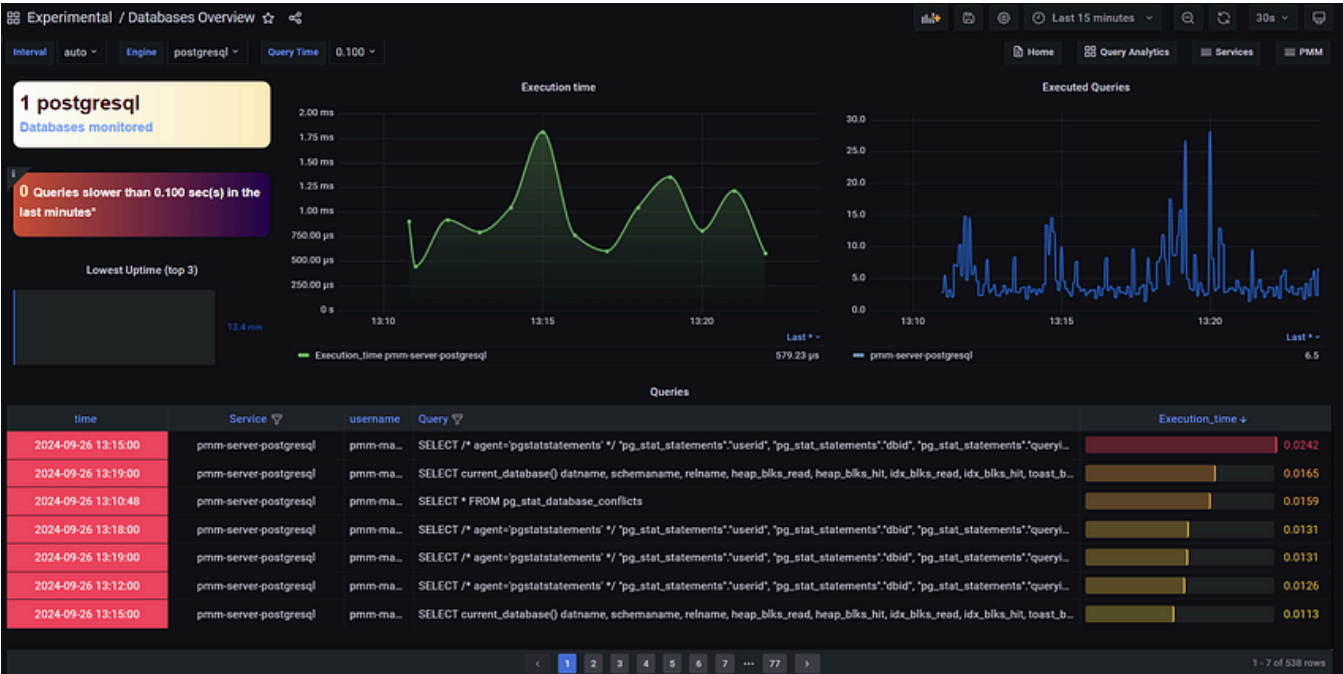 Experimental / Databases Overview
Last 15 minutes
30s
Interval auto Engine postgresql Query Time 0.100
Home Query Analytics Services PMM
1 postgresql
Databases monitored
i
0 Queries slower than 0.100 sec(s) in the
last minutes*
Lowest Uptime (top 3)
13.4 min
Execution time
2.00 ms
1.75 ms
1.50 ms
1.25 ms
1.00 ms
750.00 µs
500.00 µs
250.00 µs
0 s
13:10 13:15 13:20
Last *
Execution_time pmm-server-postgresql 579.23 µs
Executed Queries
30.0
25.0
20.0
15.0
10.0
5.0
0.0
13:10 13:15 13:20
Last *
pmm-server-postgresql 6.5
Queries
time Service username Query Execution_time
2024-09-26 13:15:00 pmm-server-postgresql pmm-ma... SELECT /* agent='pgstatstatements' */ "pg_stat_statements"."userid", "pg_stat_statements"."dbid", "pg_stat_statements"."queryi... 0.0242
2024-09-26 13:19:00 pmm-server-postgresql pmm-ma... SELECT current_database() datname, schemaname, relname, heap_blks_read, heap_blks_hit, idx_blks_read, idx_blks_hit, toast_b... 0.0165
2024-09-26 13:10:48 pmm-server-postgresql pmm-ma... SELECT * FROM pg_stat_database_conflicts 0.0159
2024-09-26 13:18:00 pmm-server-postgresql pmm-ma... SELECT /* agent='pgstatstatements' */ "pg_stat_statements"."userid", "pg_stat_statements"."dbid", "pg_stat_statements"."queryi... 0.0131
2024-09-26 13:19:00 pmm-server-postgresql pmm-ma... SELECT /* agent='pgstatstatements' */ "pg_stat_statements"."userid", "pg_stat_statements"."dbid", "pg_stat_statements"."queryi... 0.0131
2024-09-26 13:12:00 pmm-server-postgresql pmm-ma... SELECT /* agent='pgstatstatements' */ "pg_stat_statements"."userid", "pg_stat_statements"."dbid", "pg_stat_statements"."queryi... 0.0126
2024-09-26 13:15:00 pmm-server-postgresql pmm-ma... SELECT current_database() datname, schemaname, relname, heap_blks_read, heap_blks_hit, idx_blks_read, idx_blks_hit, toast_b... 0.0113
1 2 3 4 5 6 7 ... 77
1 - 7 of 538 rows